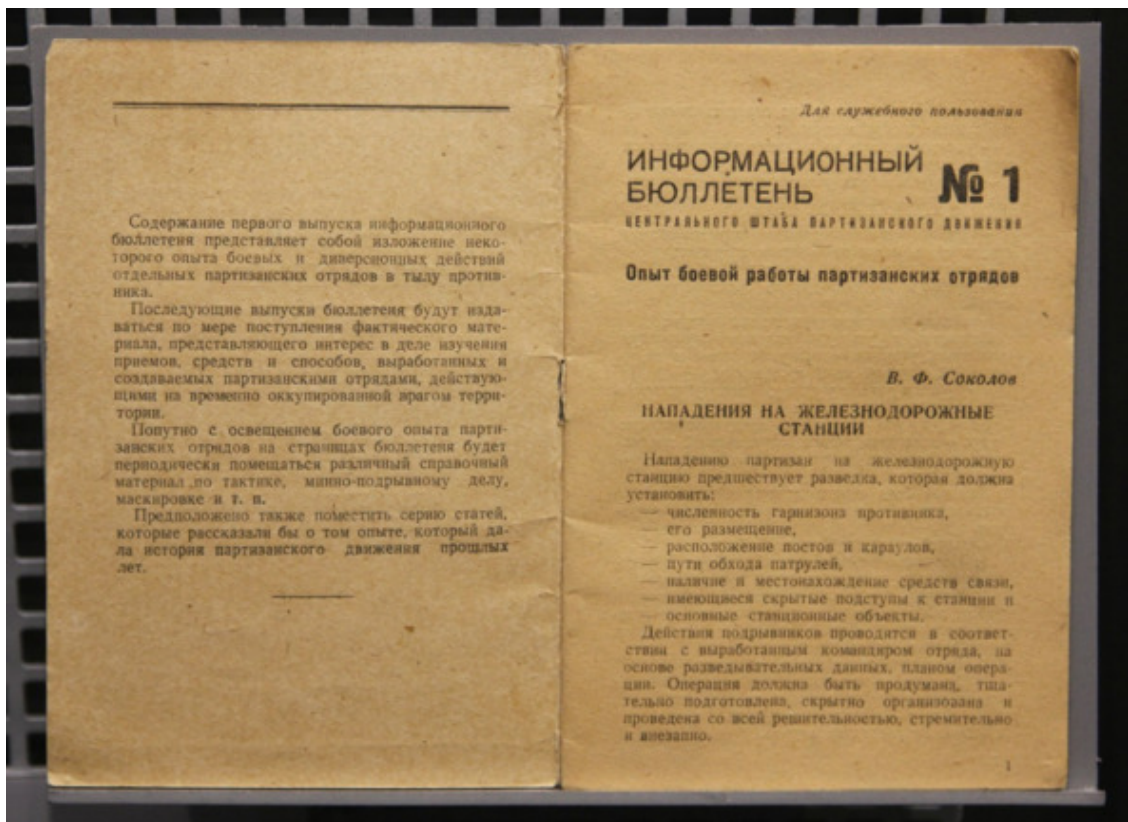 Содержание первого выпуска информационного
бюллетеня представляет собой изложение неко-
торого опыта боевых и диверсионных действий
отдельных партизанских отрядов в тылу против-
ника.
Последующие выпуски бюллетеня будут изда-
ваться по мере поступления фактического мате-
риала, представляющего интерес в деле изучения
приемов, средств и способов, выработанных и
создаваемых партизанскими отрядами, действую-
щими на временно оккупированной врагом терри-
тории.
Попутно с освещением боевого опыта парти-
занских отрядов на страницах бюллетеня будет
периодически помещаться различный справочный
материал по тактике, минно-подрывному делу,
маскировке и т. п.
Предположено также поместить серию статей,
которые рассказали бы о том опыте, который да-
ла история партизанского движения прошлых
лет.
Для служебного пользования
ИНФОРМАЦИОННЫЙ
БЮЛЛЕТЕНЬ № 1
ЦЕНТРАЛЬНОГО ШТАБА ПАРТИЗАНСКОГО ДВИЖЕНИЯ
Опыт боевой работы партизанских отрядов
В. Ф. Соколов
НАПАДЕНИЯ НА ЖЕЛЕЗНОДОРОЖНЫЕ
СТАНЦИИ
Нападению партизан на железнодорожную
станцию предшествует разведка, которая должна
установить:
— численность гарнизона противника,
— его размещение,
— расположение постов и караулов,
— пути обхода патрулей,
— наличие и местонахождение средств связи,
— имеющиеся скрытые подступы к станции и
— основные станционные объекты.
Действия подрывников проводятся в соответ-
ствии с выработанным командиром отряда, на
основе разведывательных данных, планом опера-
ции. Операция должна быть продумана, тща-
тельно подготовлена, скрытно организована и
проведена со всей решительностью, стремительно
и внезапно.
1